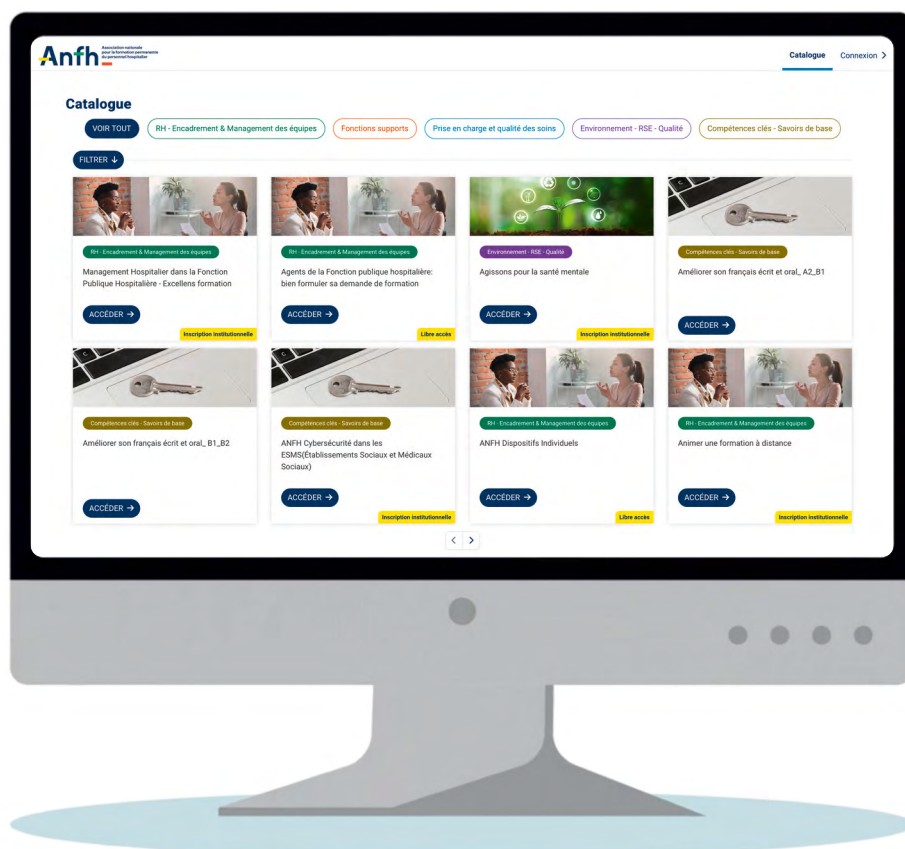 Anfh
Association nationale
pour la formation permanente
du personnel hospitalier
Catalogue
Connexion
Catalogue
VOIR TOUT
RH - Encadrement & Management des équipes
Fonctions supports
Prise en charge et qualité des soins
Environnement - RSE - Qualité
Compétences clés - Savoirs de base
FILTRER
RH - Encadrement & Management des équipes
Management Hospitalier dans la Fonction
Publique Hospitalière - Excellens formation
ACCÉDER
Inscription institutionnelle
RH - Encadrement & Management des équipes
Agents de la Fonction publique hospitalière:
bien formuler sa demande de formation
ACCÉDER
Libre accès
Environnement - RSE - Qualité
Agissons pour la santé mentale
ACCÉDER
Inscription institutionnelle
Compétences clés - Savoirs de base
Améliorer son français écrit et oral_ A2_B1
ACCÉDER
Compétences clés - Savoirs de base
Améliorer son français écrit et oral_ B1_B2
ACCÉDER
Compétences clés - Savoirs de base
ANFH Cybersécurité dans les
ESMS(Établissements Sociaux et Médicaux
Sociaux)
ACCÉDER
Inscription institutionnelle
RH - Encadrement & Management des équipes
ANFH Dispositifs Individuels
ACCÉDER
Libre accès
RH - Encadrement & Management des équipes
Animer une formation à distance
ACCÉDER
Inscription institutionnelle